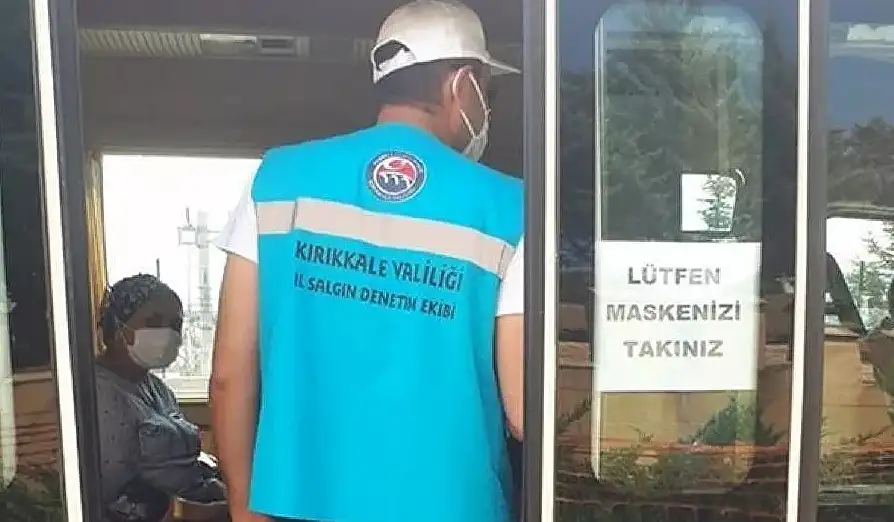 KIRIKKALE VALİLİĞİ
İL SALGIN DENETİM EKİBİ
LÜTFEN
MASKENİZİ
TAKINIZ